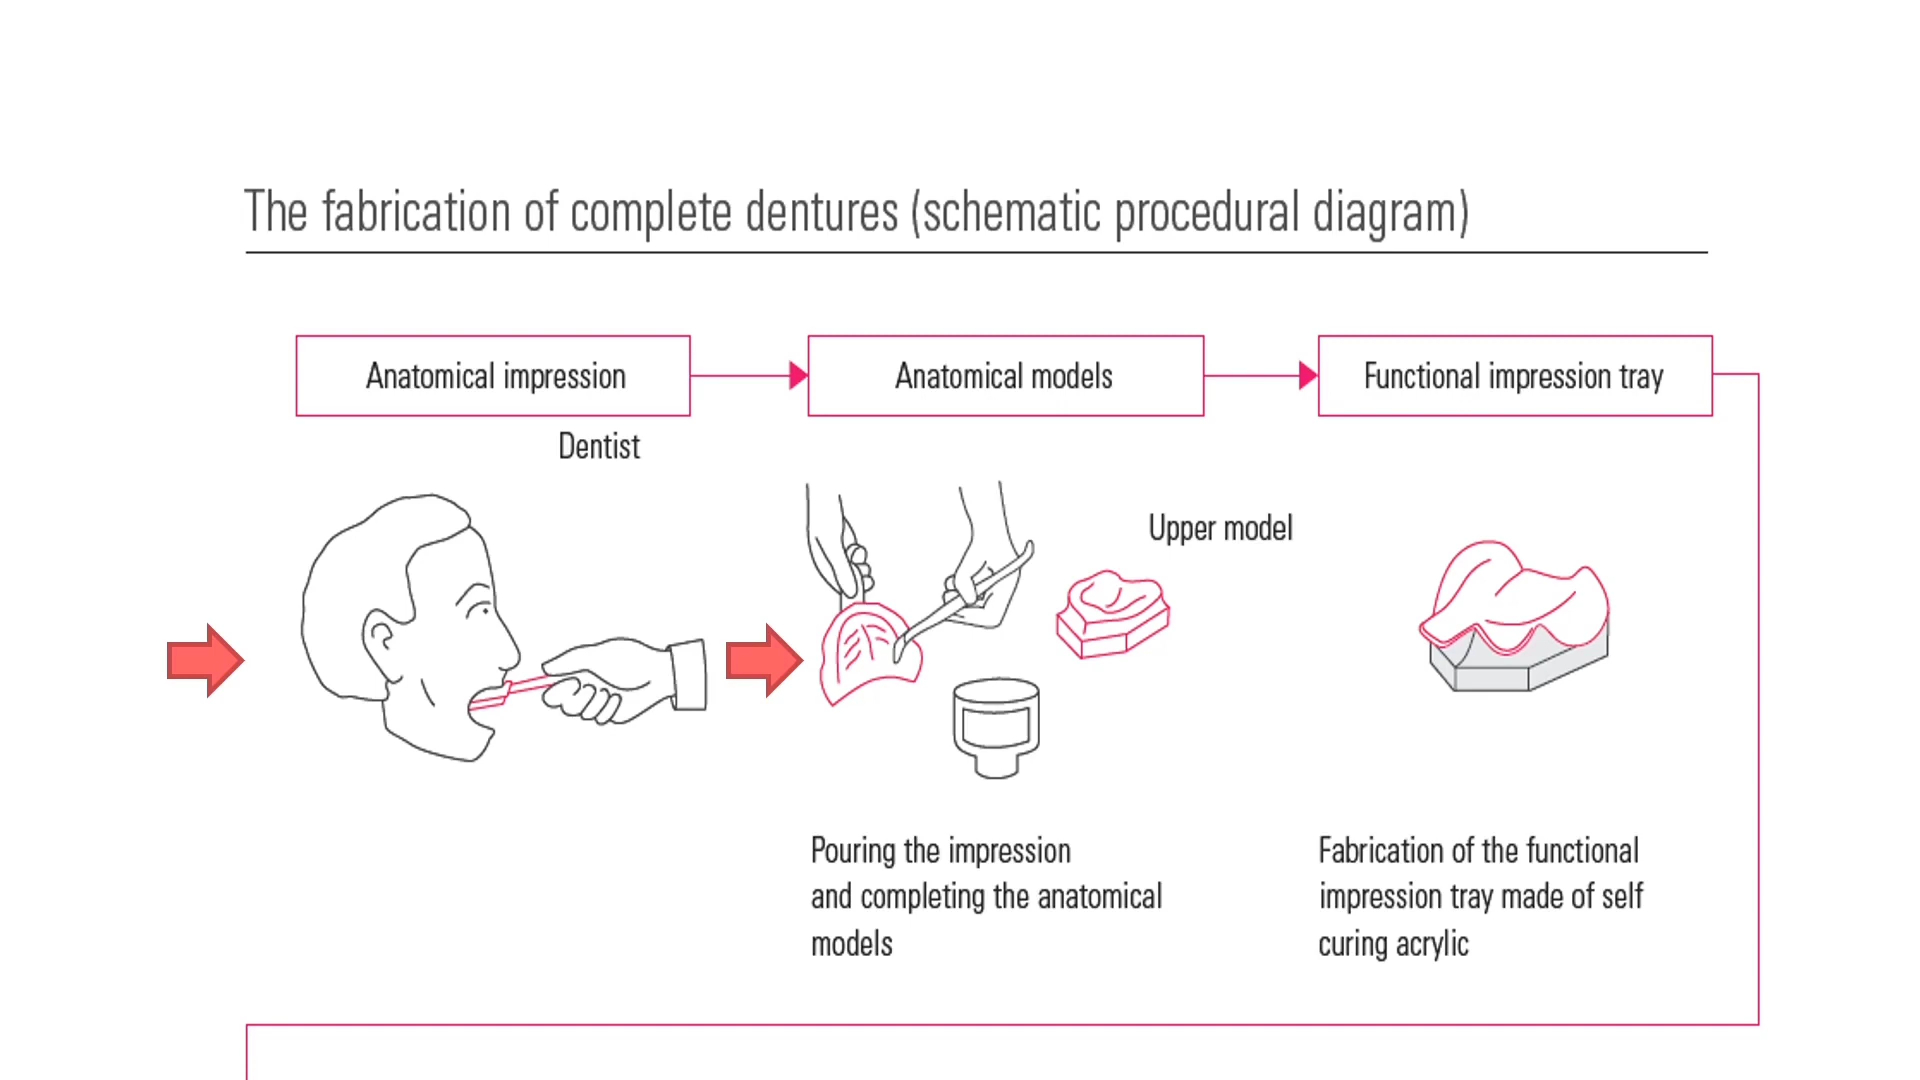 The fabrication of complete dentures (schematic procedural diagram)
Anatomical impression
Anatomical models
Functional impression tray
Dentist
Upper model
Pouring the impression
and completing the anatomical
models
Fabrication of the functional
impression tray made of self
curing acrylic